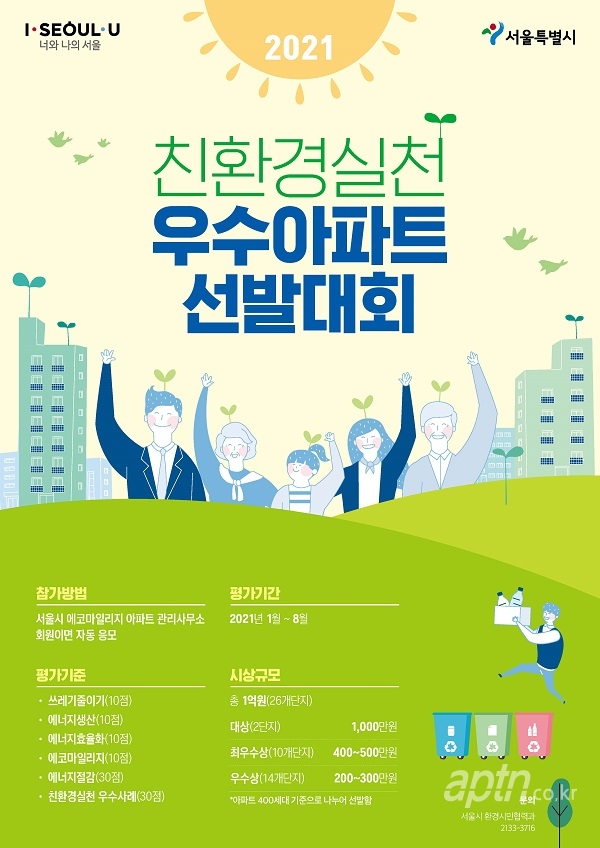 I·SEOUL·U
너와 나의 서울
서울특별시
2021
친환경실천
우수아파트
선발대회
참가방법
서울시 에코마일리지 아파트 관리사무소
회원이면 자동 응모
평가기간
2021년 1월 ~ 8월
평가기준
· 쓰레기줄이기(10점)
· 에너지생산(10점)
· 에너지효율화(10점)
· 에코마일리지(10점)
· 에너지절감(30점)
· 친환경실천 우수사례(30점)
시상규모
총 1억원(26개단지)
대상(2단지) 1,000만원
최우수상(10개단지) 400~500만원
우수상(14개단지) 200~300만원
*아파트 400세대 기준으로 나누어 선발함
aptn.co.kr
문의
서울시 환경시민협력과
2133-3716